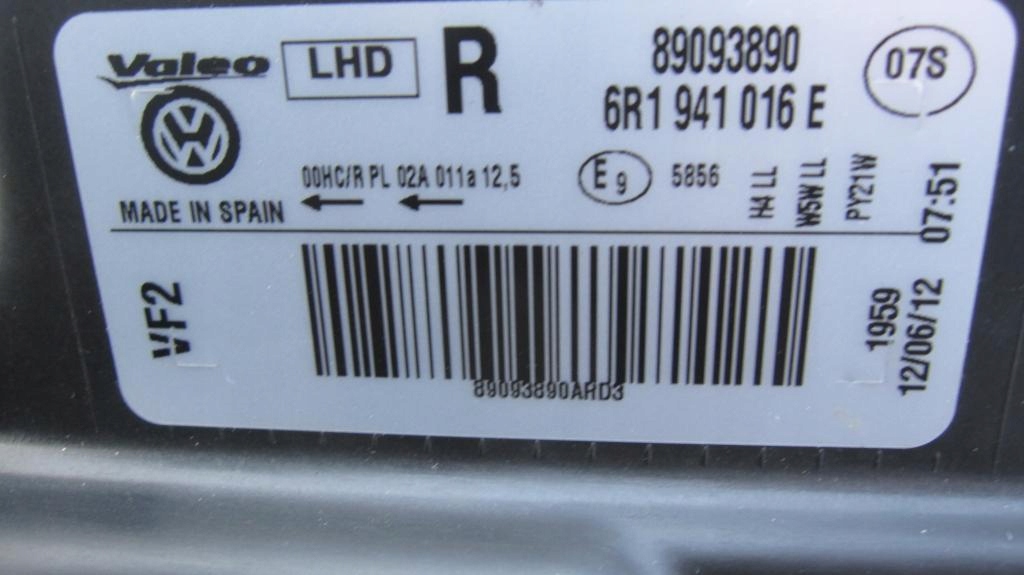 Valeo
LHD
R
89093890
6R1 941 016 E
07S
00HC/R PL 02A 011a 12,5
E9
5856
H4 LL
W5W LL
PY21W
MADE IN SPAIN
VF2
1959
12/06/12 07:51
89093890ARD3